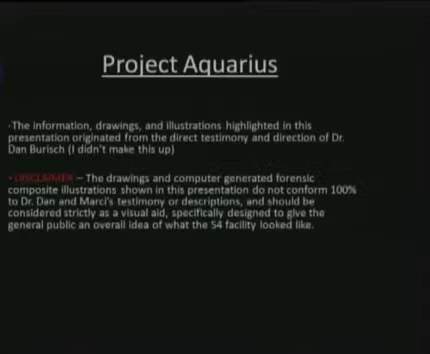 Project Aquarius
-The information, drawings, and illustrations highlighted in this
presentation originated from the direct testimony and direction of Dr.
Dan Burisch (I didn't make this up)
-DISCLAIMER – The drawings and computer generated forensic
composite illustrations shown in this presentation do not conform 100%
to Dr. Dan and Marci's testimony or descriptions, and should be
considered strictly as a visual aid, specifically designed to give the
general public an overall idea of what the S4 facility looked like.